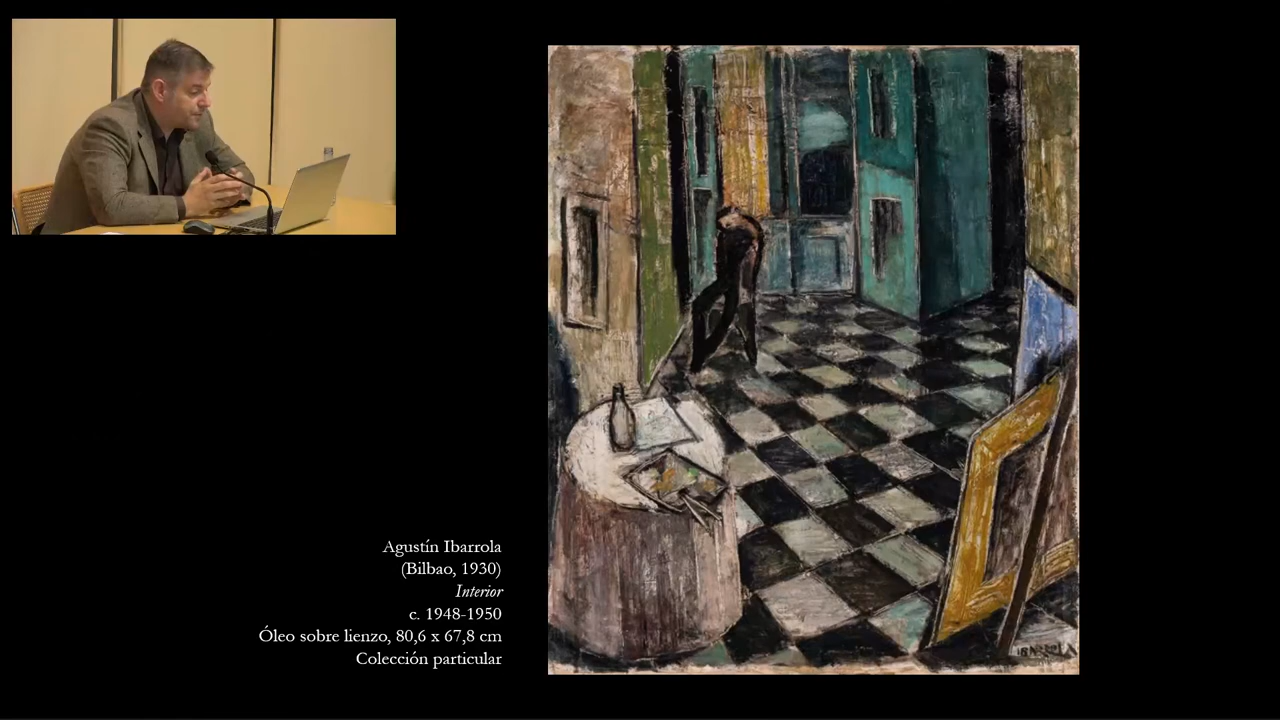 Agustín Ibarrola
(Bilbao, 1930)
Interior
c. 1948-1950
Óleo sobre lienzo, 80,6 x 67,8 cm
Colección particular
IBARROLA